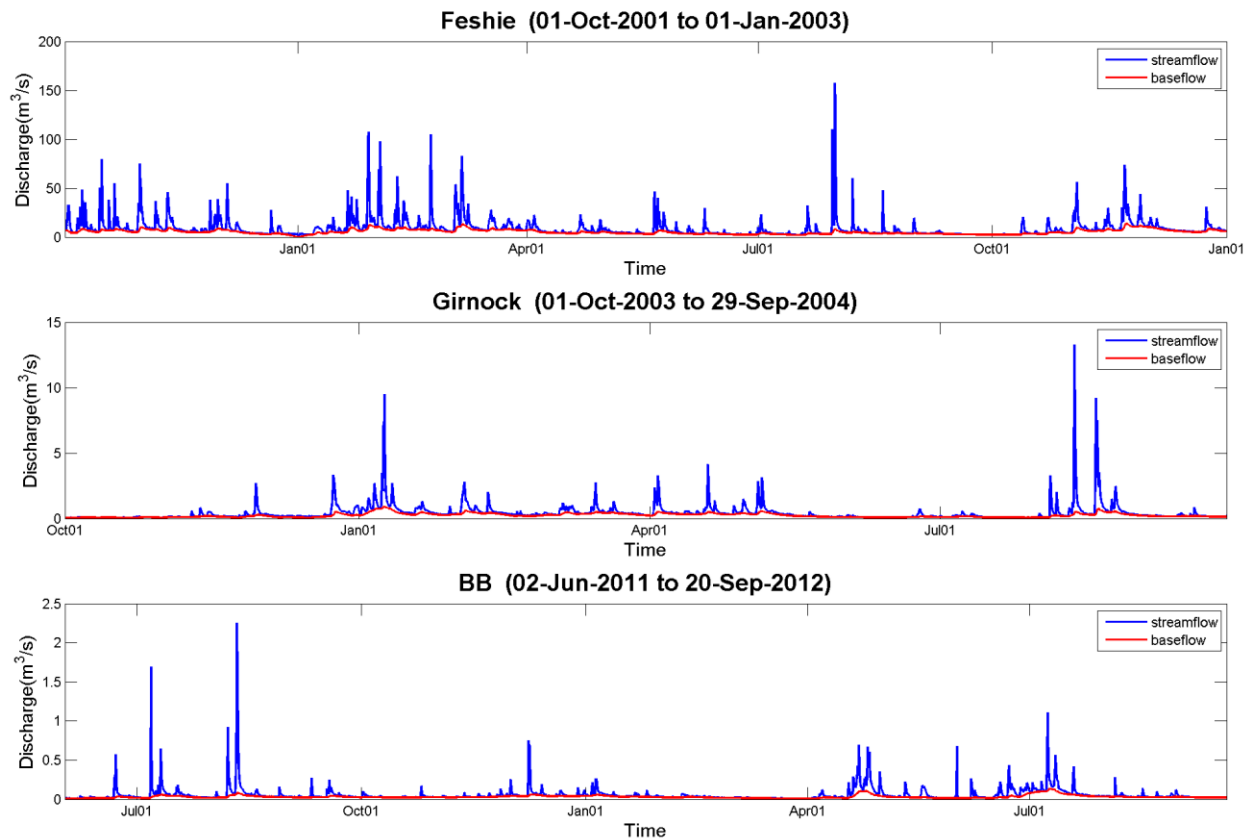 Feshie (01-Oct-2001 to 01-Jan-2003)
200
150
100
50
0
Discharge(m³/s)
streamflow
baseflow
Jan01
Apr01
Jul01
Oct01
Jan01
Time
Girnock (01-Oct-2003 to 29-Sep-2004)
15
10
5
0
Discharge(m³/s)
streamflow
baseflow
Oct01
Jan01
Apr01
Jul01
Time
BB (02-Jun-2011 to 20-Sep-2012)
2.5
2
1.5
1
0.5
0
Discharge(m³/s)
streamflow
baseflow
Jul01
Oct01
Jan01
Apr01
Jul01
Time